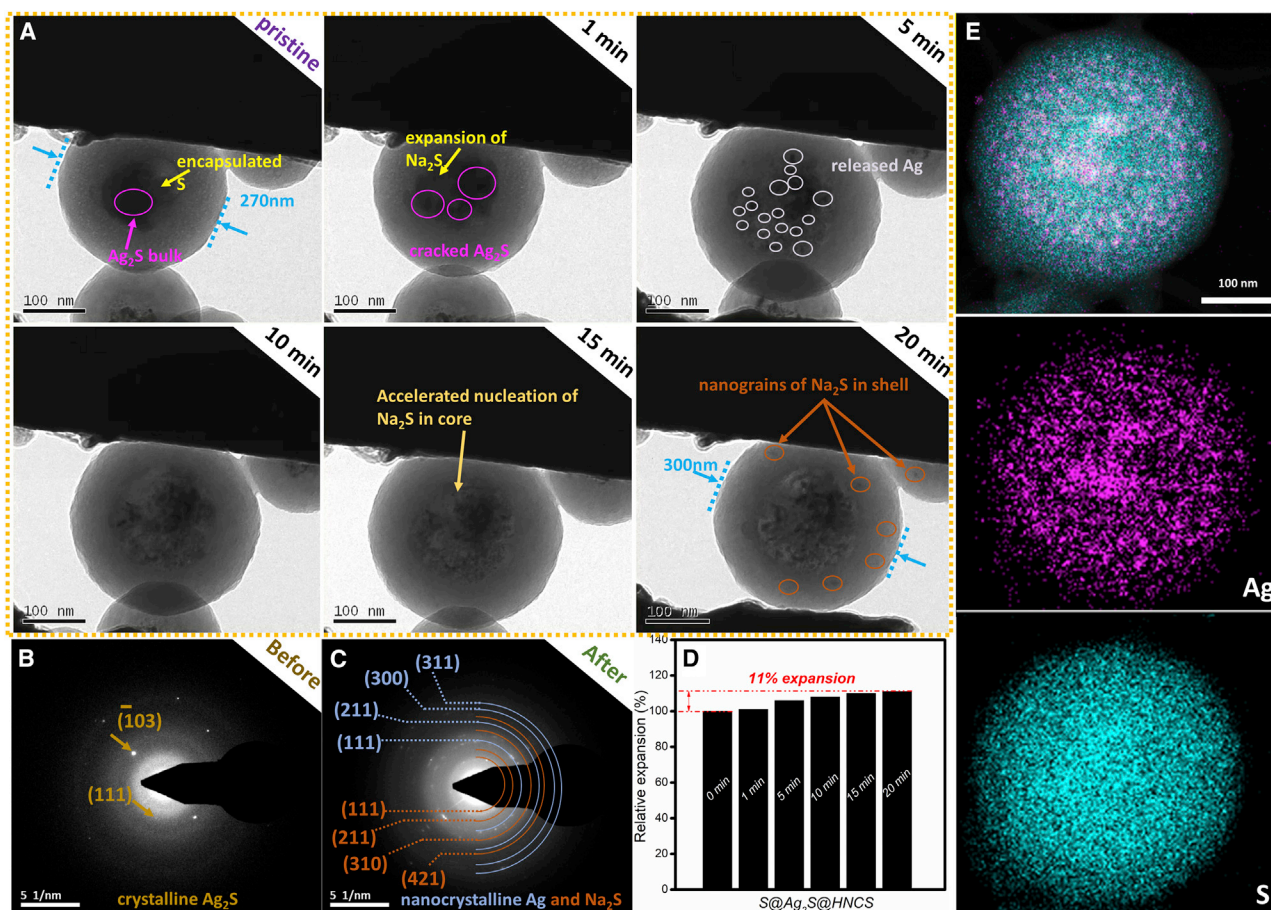 A
pristine
encapsulated
S
270nm
Ag₂S bulk
100 nm
1 min
expansion of
Na₂S
cracked Ag₂S
100 nm
5 min
released Ag
100 nm
10 min
100 nm
15 min
Accelerated nucleation of
Na₂S in core
100 nm
20 min
nanograins of Na₂S in shell
300nm
100 nm
B
Before
(1̄03)
(111)
5 1/nm
crystalline Ag₂S
C
After
(311)
(300)
(211)
(111)
(111)
(211)
(310)
(421)
5 1/nm
nanocrystalline Ag and Na₂S
D
140
120
100
80
60
40
20
0
Relative expansion (%)
11% expansion
0 min
1 min
5 min
10 min
15 min
20 min
S@Ag₂S@HNCS
E
100 nm
Ag
S